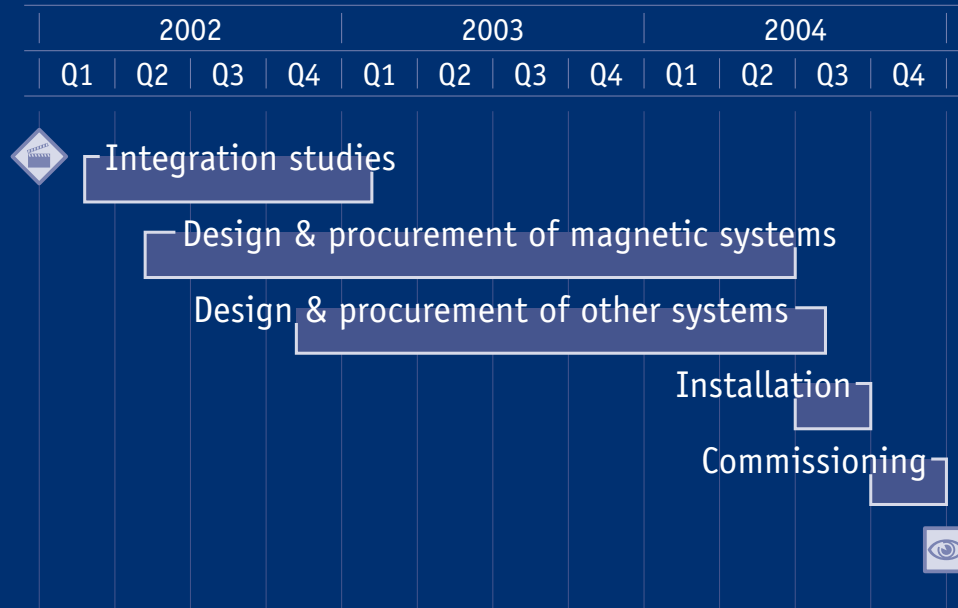 2002 2003 2004
Q1 Q2 Q3 Q4 Q1 Q2 Q3 Q4 Q1 Q2 Q3 Q4
Integration studies
Design & procurement of magnetic systems
Design & procurement of other systems
Installation
Commissioning